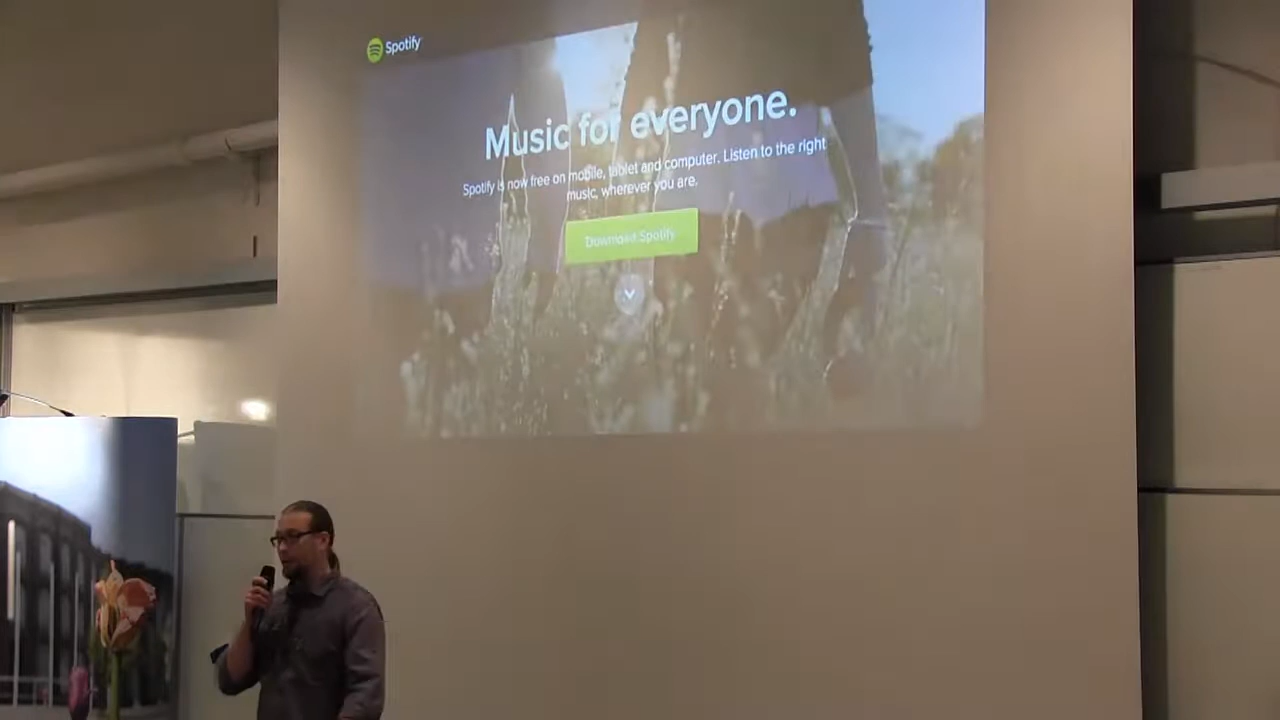 Spotify
Music for everyone.
Spotify is now free on mobile, tablet and computer. Listen to the right
music, wherever you are.
Download Spotify